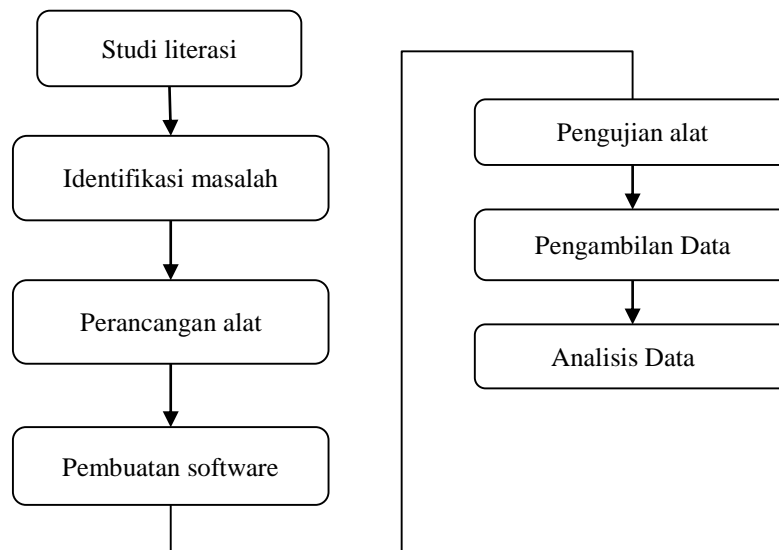 Studi literasi
Identifikasi masalah
Perancangan alat
Pembuatan software
Pengujian alat
Pengambilan Data
Analisis Data